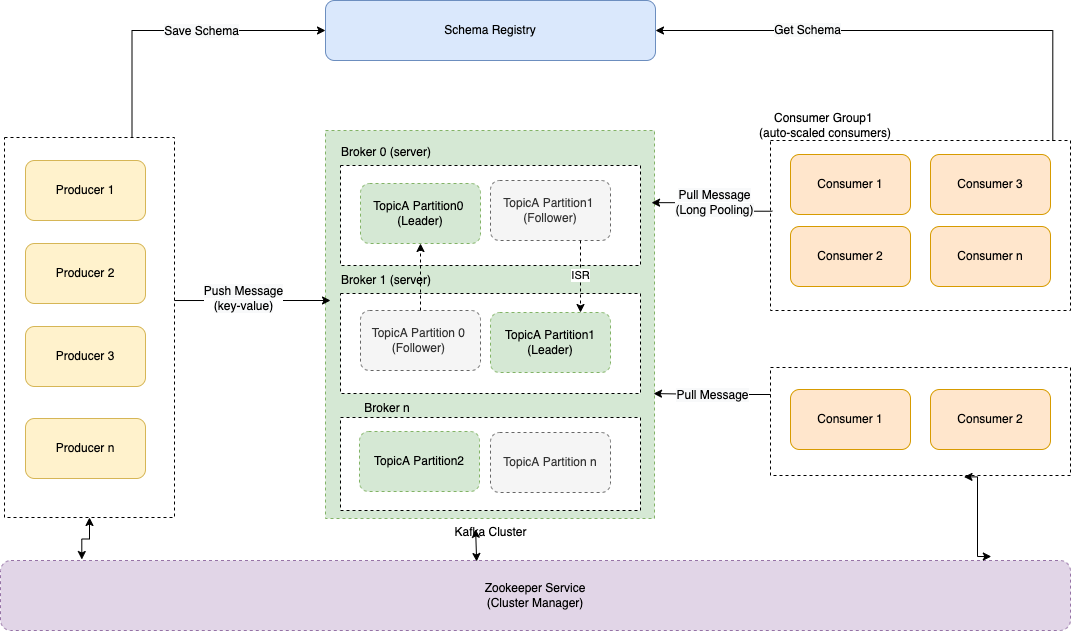 Save Schema
Schema Registry
Get Schema
Consumer Group1
(auto-scaled consumers)
Producer 1
Producer 2
Producer 3
Producer n
Push Message
(key-value)
Broker 0 (server)
TopicA Partition0
(Leader)
TopicA Partition1
(Follower)
ISR
Broker 1 (server)
TopicA Partition 0
(Follower)
TopicA Partition1
(Leader)
Broker n
TopicA Partition2
TopicA Partition n
Kafka Cluster
Pull Message
(Long Pooling)
Consumer 1
Consumer 3
Consumer 2
Consumer n
Pull Message
Consumer 1
Consumer 2
Zookeeper Service
(Cluster Manager)